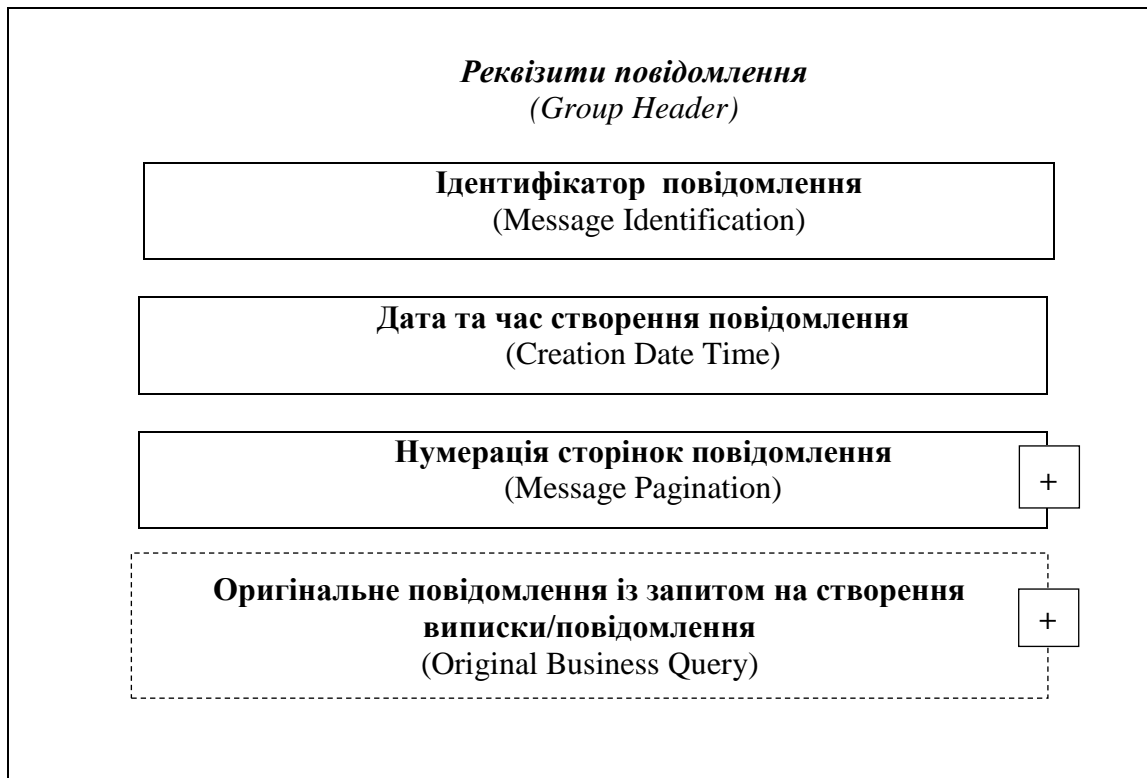 Реквізити повідомлення
(Group Header)
Ідентифікатор повідомлення
(Message Identification)
Дата та час створення повідомлення
(Creation Date Time)
Нумерація сторінок повідомлення
(Message Pagination)
+
Оригінальне повідомлення із запитом на створення
виписки/повідомлення
(Original Business Query)
+